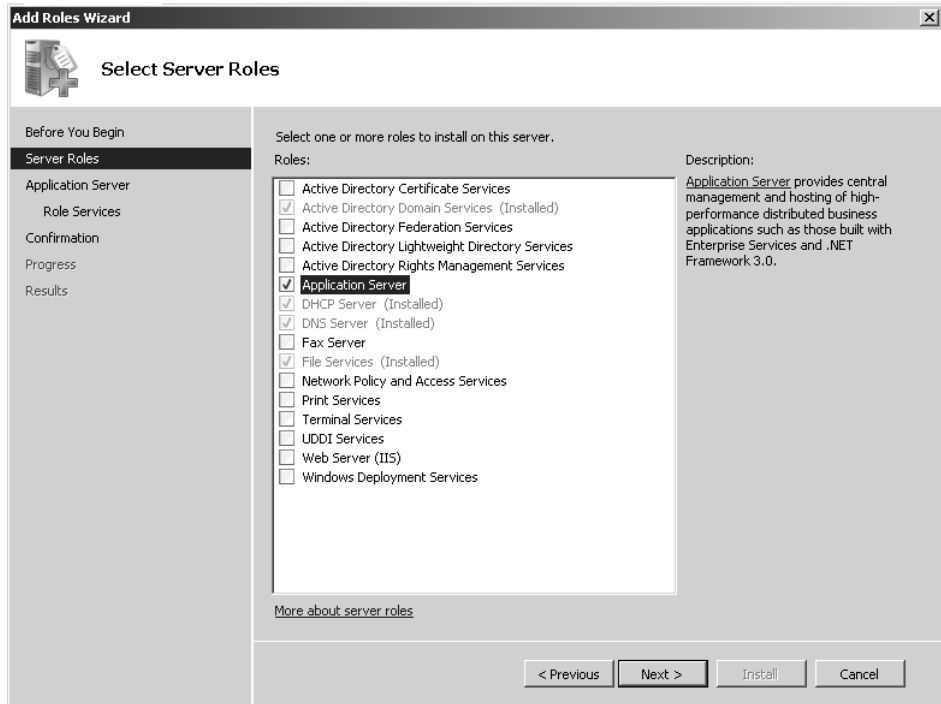 Add Roles Wizard
Select Server Roles
Before You Begin
Server Roles
Application Server
Role Services
Confirmation
Progress
Results
Select one or more roles to install on this server.
Roles:
Active Directory Certificate Services
Active Directory Domain Services (Installed)
Active Directory Federation Services
Active Directory Lightweight Directory Services
Active Directory Rights Management Services
Application Server
DHCP Server (Installed)
DNS Server (Installed)
Fax Server
File Services (Installed)
Network Policy and Access Services
Print Services
Terminal Services
UDDI Services
Web Server (IIS)
Windows Deployment Services
More about server roles
Description:
Application Server provides central
management and hosting of high-
performance distributed business
applications such as those built with
Enterprise Services and .NET
Framework 3.0.
< Previous
Next >
Install
Cancel